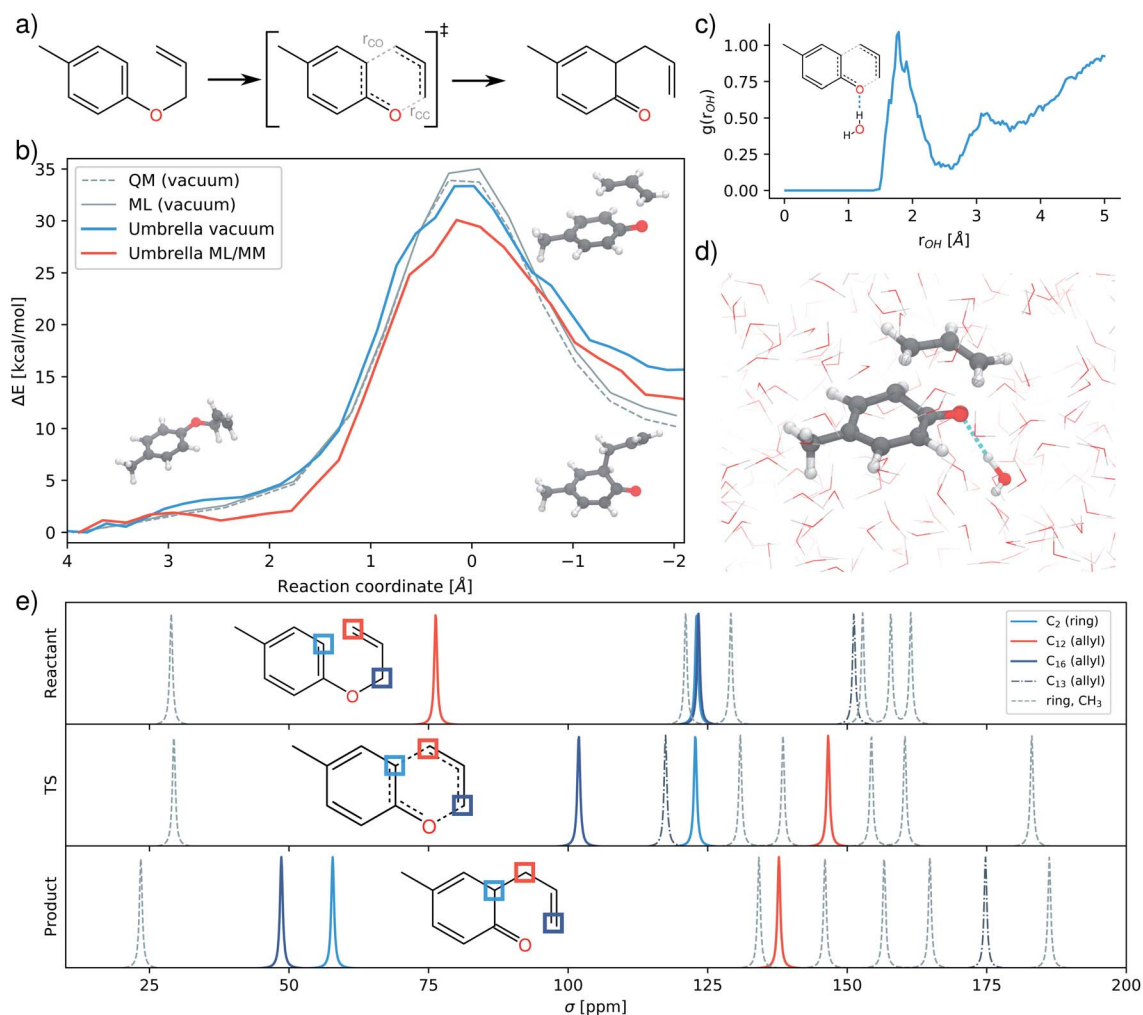 a)
r_CO
O
O
r_CC
‡
O
b)
QM (vacuum)
ML (vacuum)
Umbrella vacuum
Umbrella ML/MM
ΔE [kcal/mol]
35
30
25
20
15
10
5
0
4 3 2 1 0 −1 −2
Reaction coordinate [Å]
c)
g(r_OH)
1.00
0.75
0.50
0.25
0.00
O
H
H O
0 1 2 3 4 5
r_OH [Å]
d)
e)
Reactant
O
C₂ (ring)
C₁₂ (allyl)
C₁₆ (allyl)
C₁₃ (allyl)
ring, CH₃
TS
O
Product
O
25 50 75 100 125 150 175 200
σ [ppm]